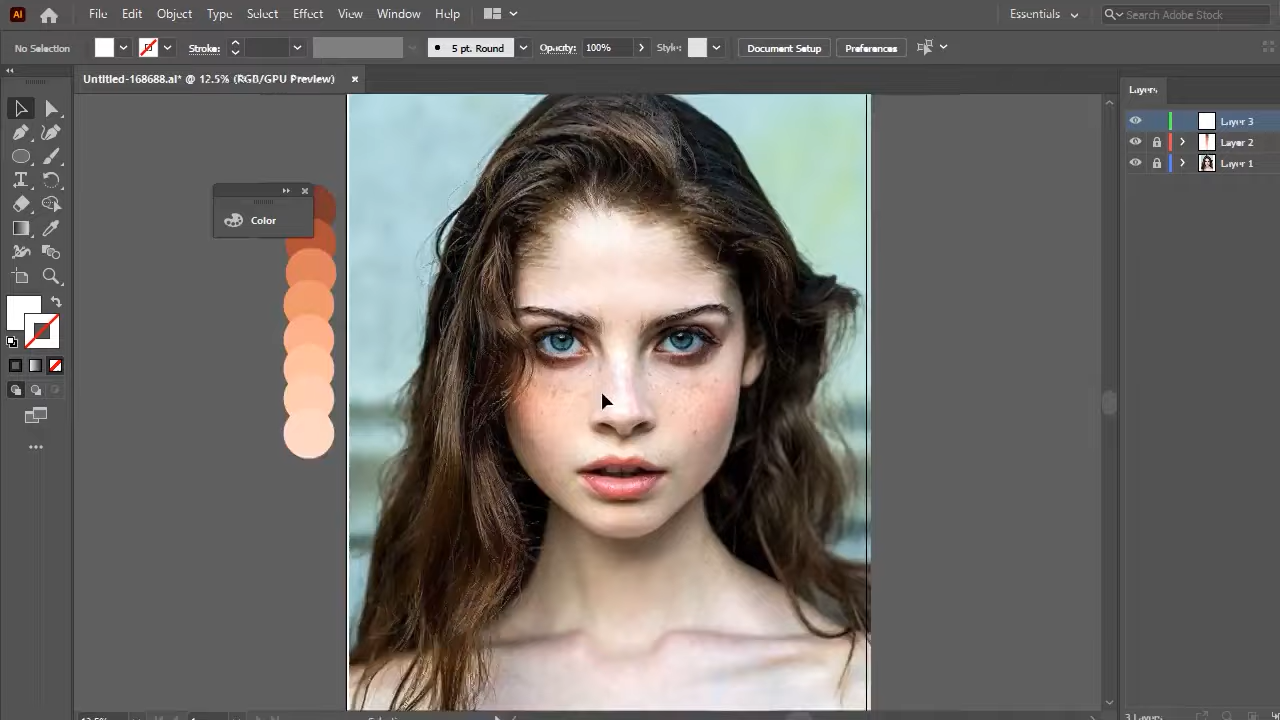 Ai File Edit Object Type Select Effect View Window Help Essentials Search Adobe Stock
No Selection Stroke: 5 pt. Round Opacity: 100% Style: Document Setup Preferences
Untitled-168688.ai* @ 12.5% (RGB/GPU Preview)
Layers
Layer 3
Layer 2
Layer 1
Color
3 Layers